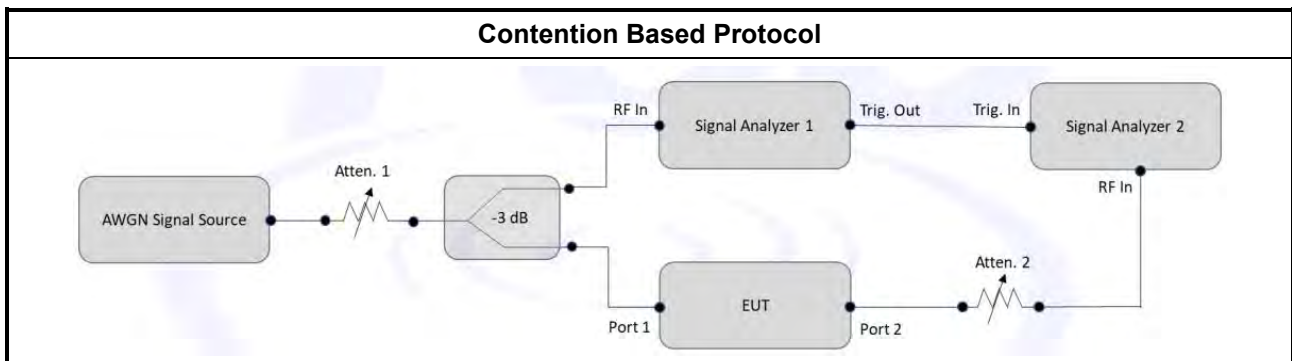 Contention Based Protocol
RF In
Signal Analyzer 1
Trig. Out
Trig. In
Signal Analyzer 2
RF In
Atten. 1
AWGN Signal Source
-3 dB
Atten. 2
EUT
Port 1
Port 2